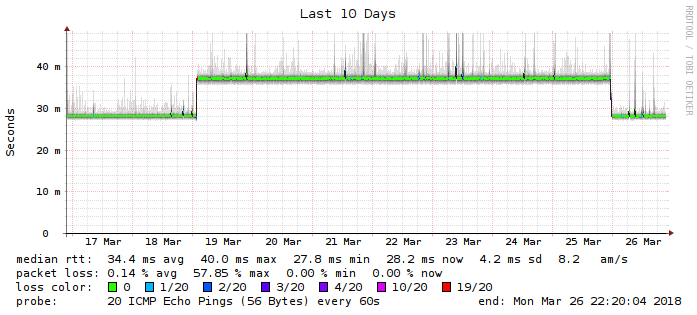 Last 10 Days
RRDTOOL / TOBI OETIKER
Seconds
40 m
30 m
20 m
10 m
0
17 Mar 18 Mar 19 Mar 20 Mar 21 Mar 22 Mar 23 Mar 24 Mar 25 Mar 26 Mar
median rtt: 34.4 ms avg 40.0 ms max 27.8 ms min 28.2 ms now 4.2 ms sd 8.2 am/s
packet loss: 0.14 % avg 57.85 % max 0.00 % min 0.00 % now
loss color: 0 1/20 2/20 3/20 4/20 10/20 19/20
probe: 20 ICMP Echo Pings (56 Bytes) every 60s end: Mon Mar 26 22:20:04 2018